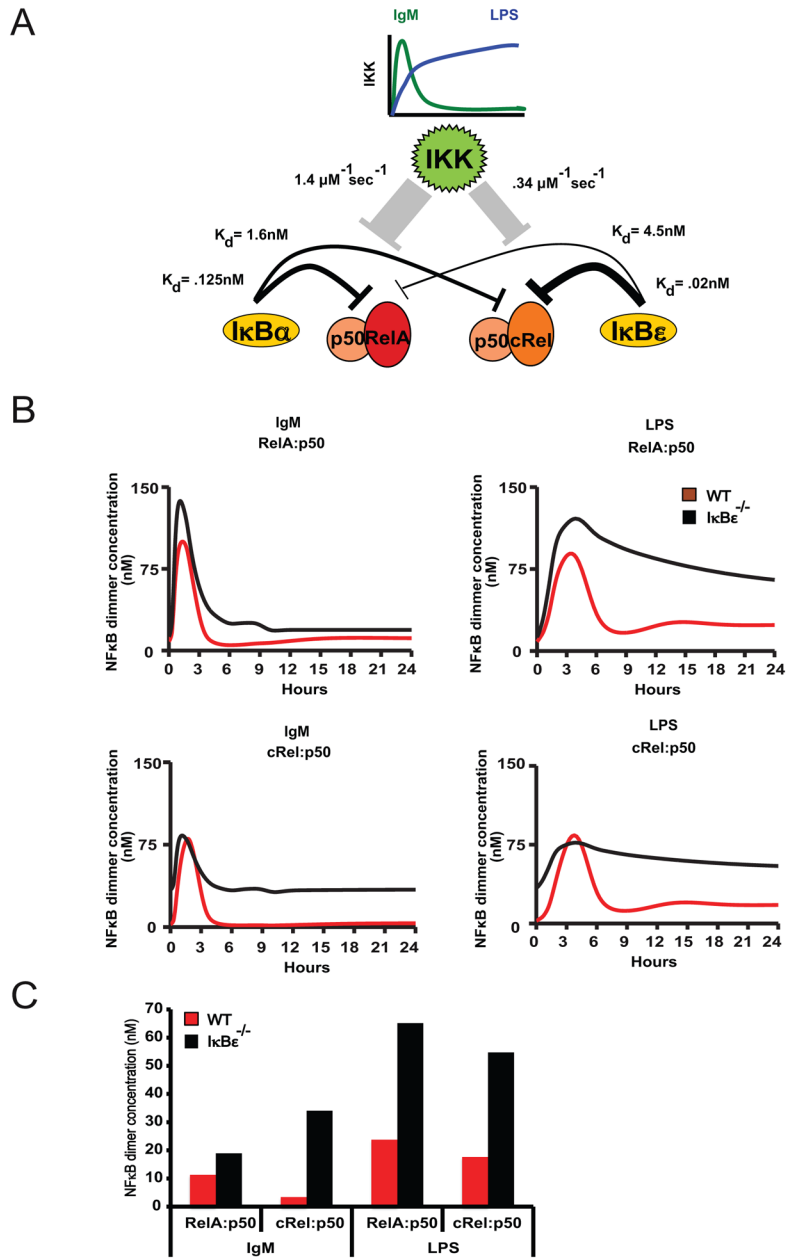 A
IgM
LPS
IKK
IKK
1.4 µM-1sec-1
.34 µM-1sec-1
Kd= 1.6nM
Kd= 4.5nM
Kd= .125nM
Kd= .02nM
IκBα
p50
RelA
p50
cRel
IκBε
B
IgM
RelA:p50
LPS
RelA:p50
NFκB dimmer concentration
(nM)
150
75
0
0 3 6 9 12 15 18 21 24
Hours
NFκB dimmer concentration
(nM)
150
75
0
WT
IκBε-/-
0 3 6 9 12 15 18 21 24
Hours
IgM
cRel:p50
LPS
cRel:p50
NFκB dimmer concentration
(nM)
150
75
0
0 3 6 9 12 15 18 21 24
Hours
NFκB dimmer concentration
(nM)
150
75
0
0 3 6 9 12 15 18 21 24
Hours
C
NFκB dimer concentration (nM)
70
60
50
40
30
20
10
0
WT
IκBε-/-
RelA:p50 cRel:p50 RelA:p50 cRel:p50
IgM LPS